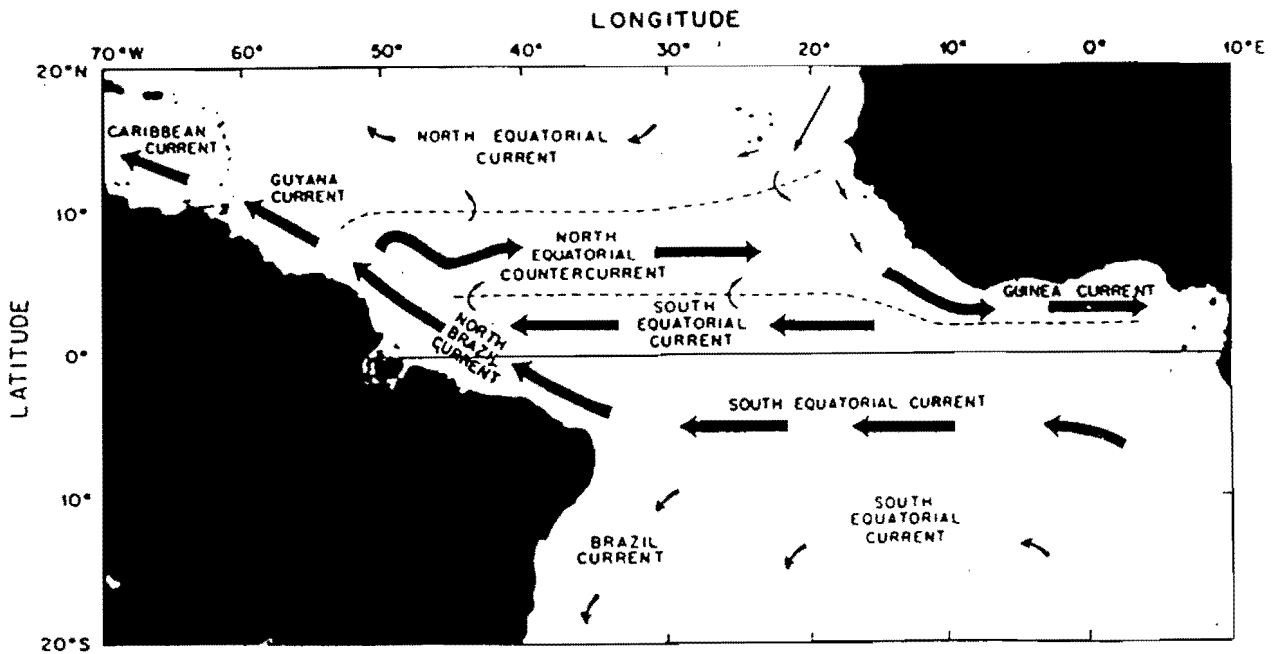 LONGITUDE
70°W 60° 50° 40° 30° 20° 10° 0° 10°E
20°N
CARIBBEAN
CURRENT
NORTH EQUATORIAL
CURRENT
GUYANA
CURRENT
10°
NORTH
EQUATORIAL
COUNTERCURRENT
GUINEA CURRENT
SOUTH
EQUATORIAL
CURRENT
NORTH
BRAZIL
CURRENT
0°
LATITUDE
SOUTH EQUATORIAL CURRENT
10°
SOUTH
EQUATORIAL
CURRENT
BRAZIL
CURRENT
20°S